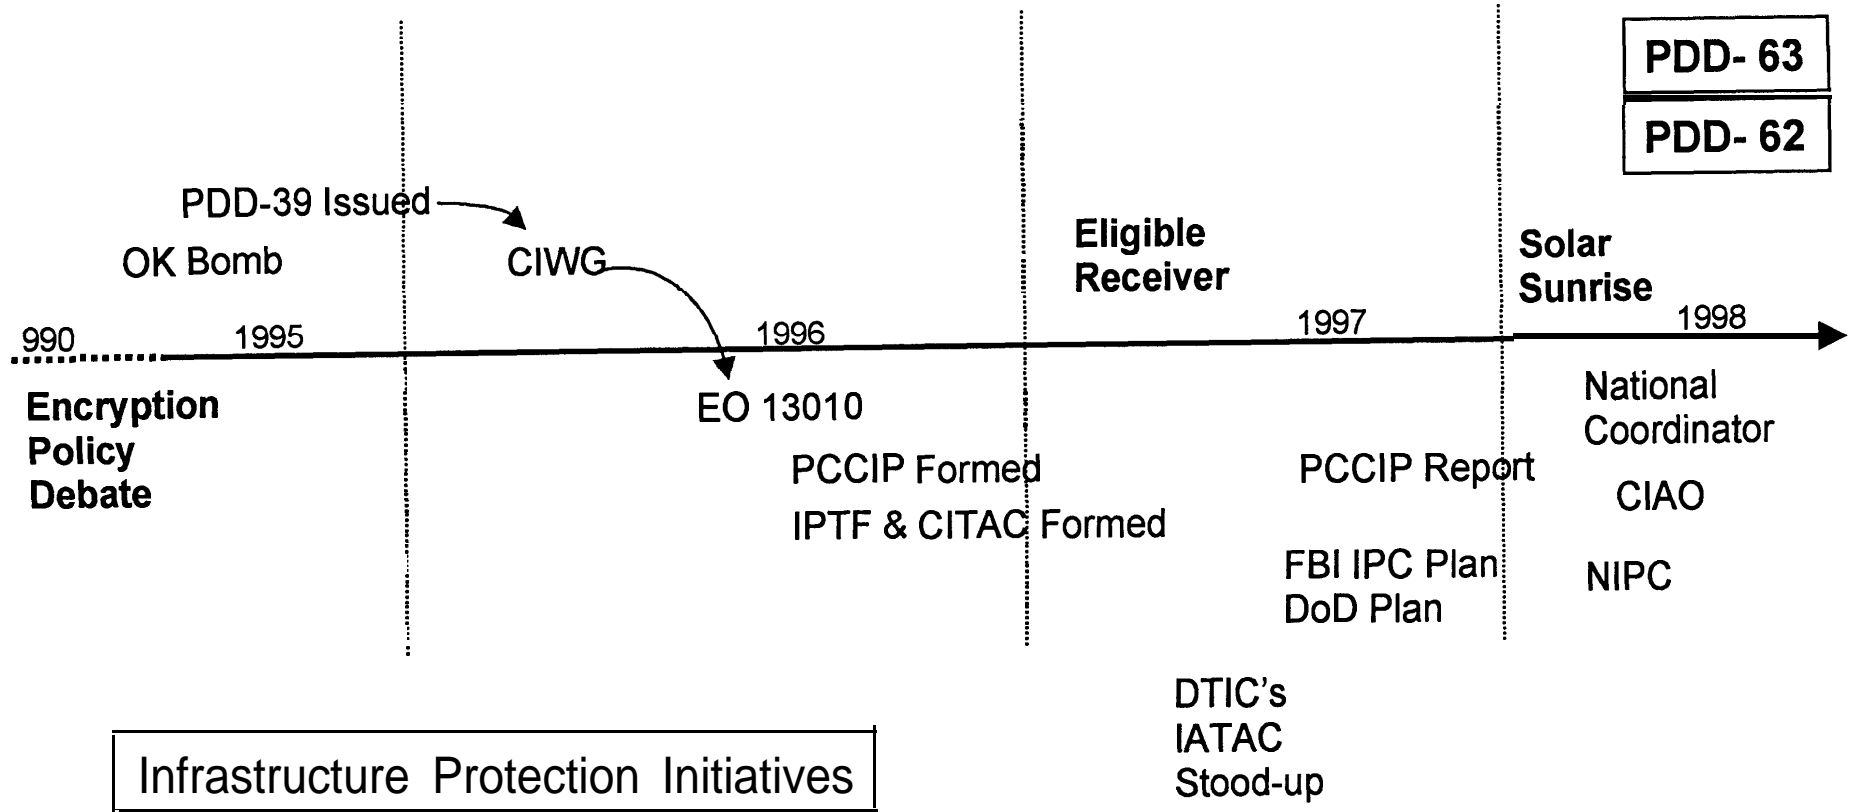 PDD- 63
PDD- 62
PDD-39 Issued
OK Bomb
CIWG
Eligible
Receiver
Solar
Sunrise
990
1995
1996
1997
1998
Encryption
Policy
Debate
EO 13010
PCCIP Formed
IPTF & CITAC Formed
PCCIP Report
FBI IPC Plan
DoD Plan
National
Coordinator
CIAO
NIPC
DTIC's
IATAC
Stood-up
Infrastructure Protection Initiatives